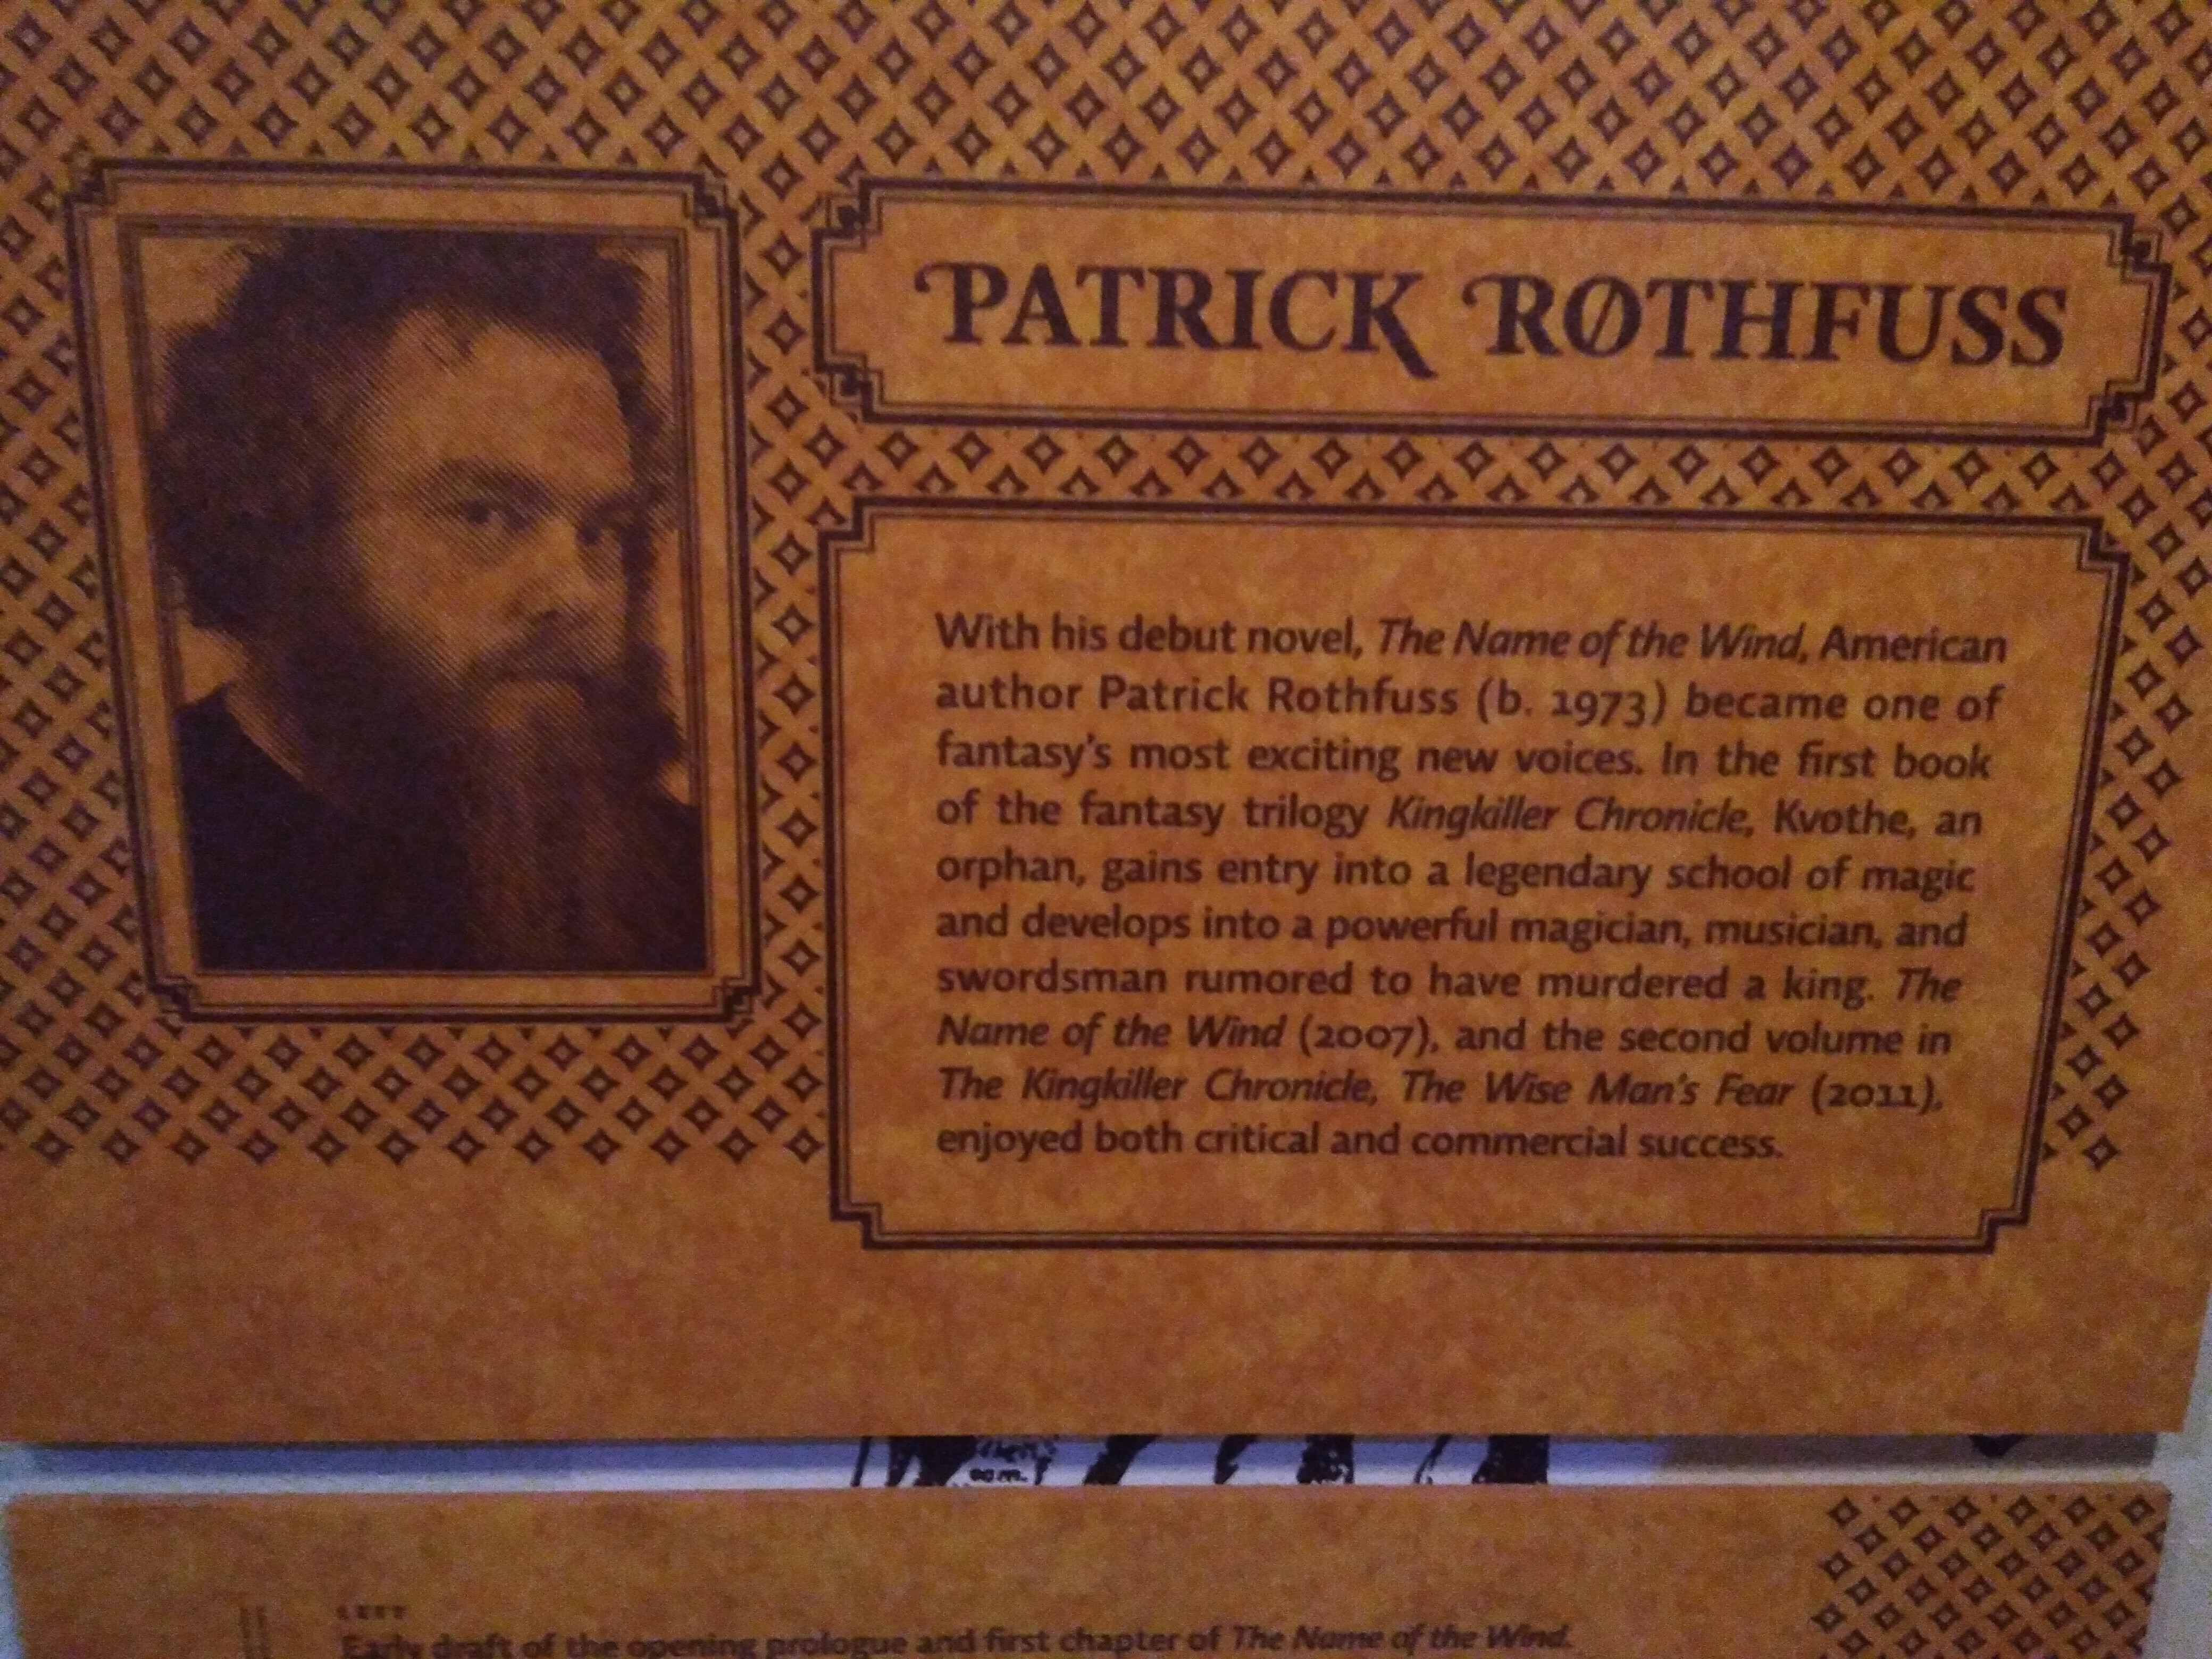 PATRICK RØTHFUSS
With his debut novel, The Name of the Wind, American
author Patrick Rothfuss (b. 1973) became one of
fantasy's most exciting new voices. In the first book
of the fantasy trilogy Kingkiller Chronicle, Kvothe, an
orphan, gains entry into a legendary school of magic
and develops into a powerful magician, musician, and
swordsman rumored to have murdered a king. The
Name of the Wind (2007), and the second volume in
The Kingkiller Chronicle, The Wise Man's Fear (2011),
enjoyed both critical and commercial success.
LEFT
Early draft of the opening prologue and first chapter of The Name of the Wind.